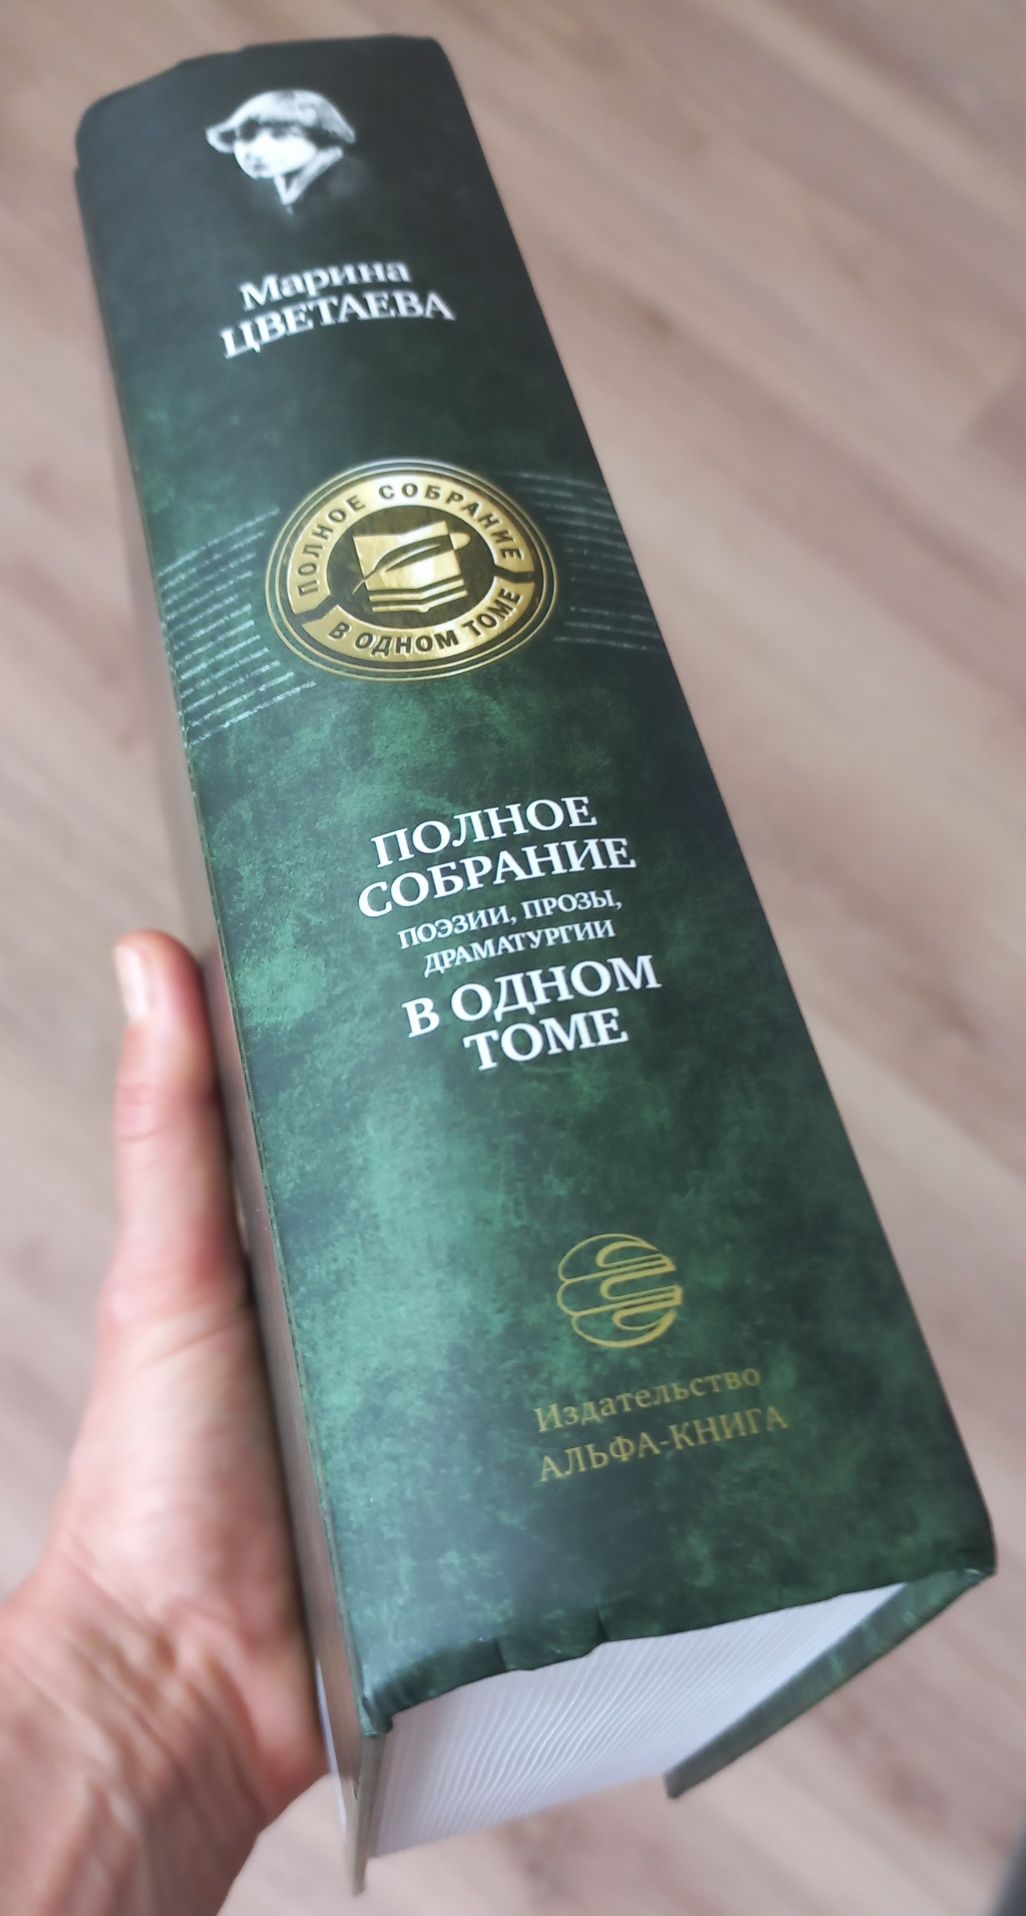 Марина
ЦВЕТАЕВА
ПОЛНОЕ СОБРАНИЕ
В ОДНОМ ТОМЕ
ПОЛНОЕ
СОБРАНИЕ
ПОЭЗИИ, ПРОЗЫ,
ДРАМАТУРГИИ
В ОДНОМ
ТОМЕ
Издательство
АЛЬФА-КНИГА